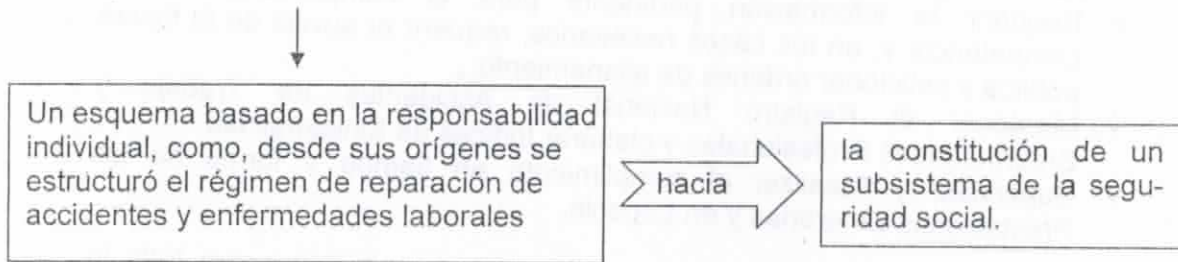 Un esquema basado en la responsabilidad
individual, como, desde sus orígenes se
estructuró el régimen de reparación de
accidentes y enfermedades laborales
hacia
la constitución de un
subsistema de la segu-
ridad social.